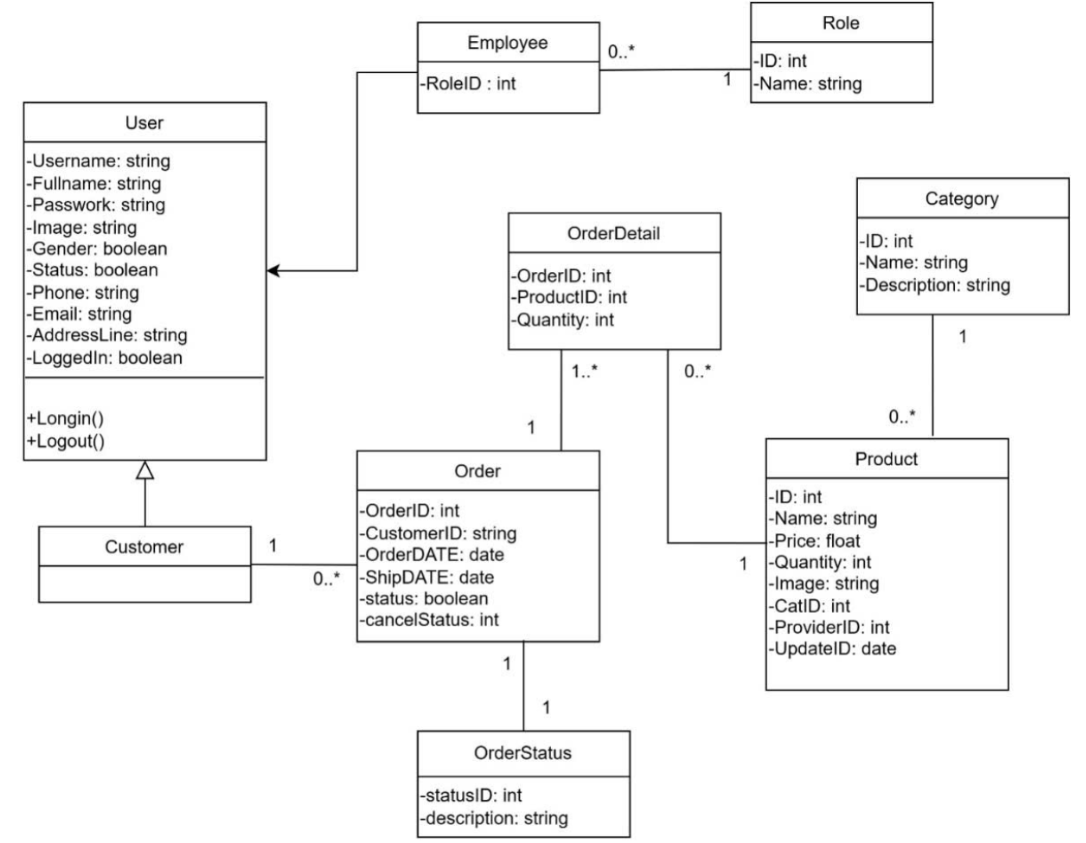 Role
-ID: int
-Name: string
Employee
-RoleID : int
0..*
1
User
-Username: string
-Fullname: string
-Passwork: string
-Image: string
-Gender: boolean
-Status: boolean
-Phone: string
-Email: string
-AddressLine: string
-LoggedIn: boolean
+Longin()
+Logout()
Category
-ID: int
-Name: string
-Description: string
OrderDetail
-OrderID: int
-ProductID: int
-Quantity: int
1
0..*
1..*
0..*
1
Order
-OrderID: int
-CustomerID: string
-OrderDATE: date
-ShipDATE: date
-status: boolean
-cancelStatus: int
Product
-ID: int
-Name: string
-Price: float
-Quantity: int
-Image: string
-CatID: int
-ProviderID: int
-UpdateID: date
1
Customer
1
0..*
1
1
OrderStatus
-statusID: int
-description: string